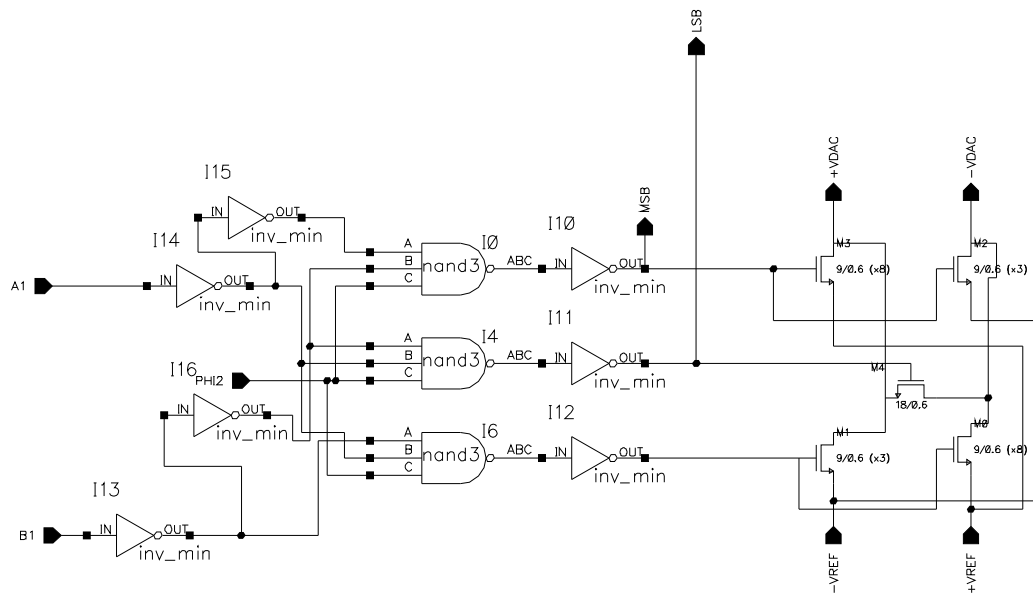 LSB
+VDAC
-VDAC
I15
MSB
IN
OUT
inv_min
I14
I0
I10
M3
M2
A
B
C
nand3
ABC
IN
OUT
inv_min
9/0.6 (x8)
9/0.6 (x3)
A1
IN
OUT
inv_min
I4
I11
A
B
C
nand3
ABC
IN
OUT
inv_min
M4
I16
PHI2
18/0.6
IN
OUT
inv_min
I6
I12
M1
M0
A
B
C
nand3
ABC
IN
OUT
inv_min
9/0.6 (x3)
9/0.6 (x8)
I13
B1
IN
OUT
inv_min
-VREF
+VREF